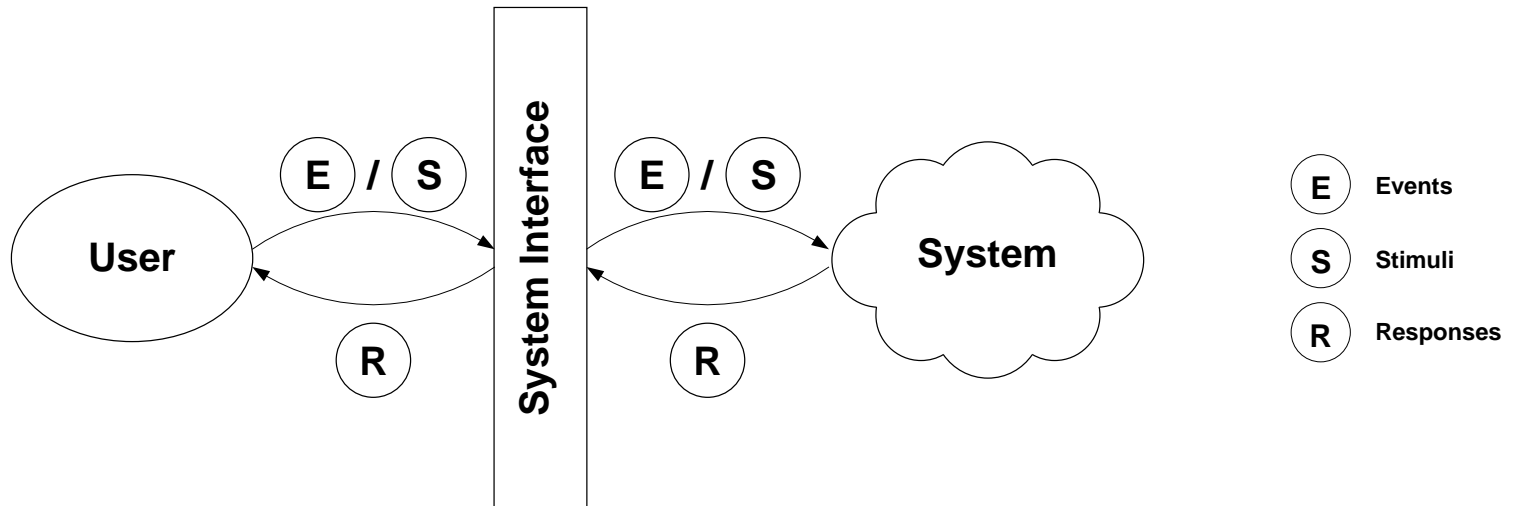 E / S
E / S
User
System Interface
System
R
R
E Events
S Stimuli
R Responses